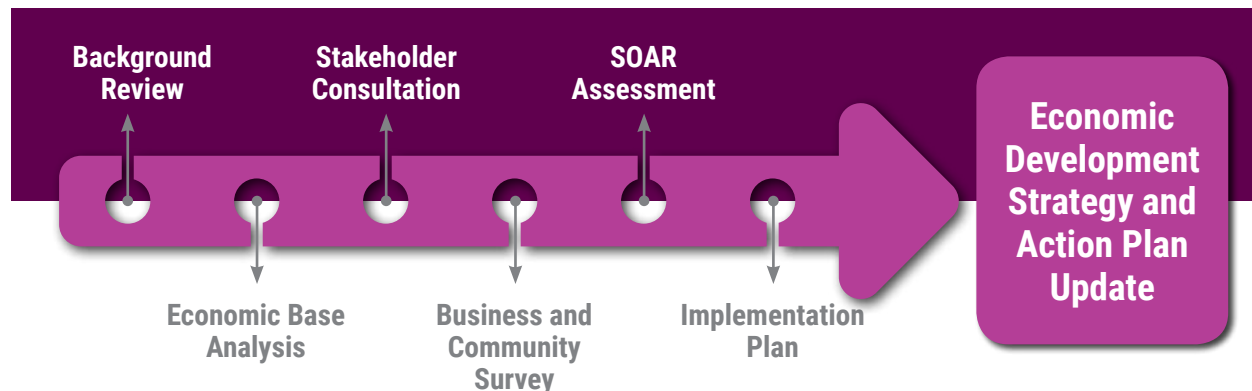 Background
Review
Stakeholder
Consultation
SOAR
Assessment
Economic Base
Analysis
Business and
Community
Survey
Implementation
Plan
Economic
Development
Strategy and
Action Plan
Update